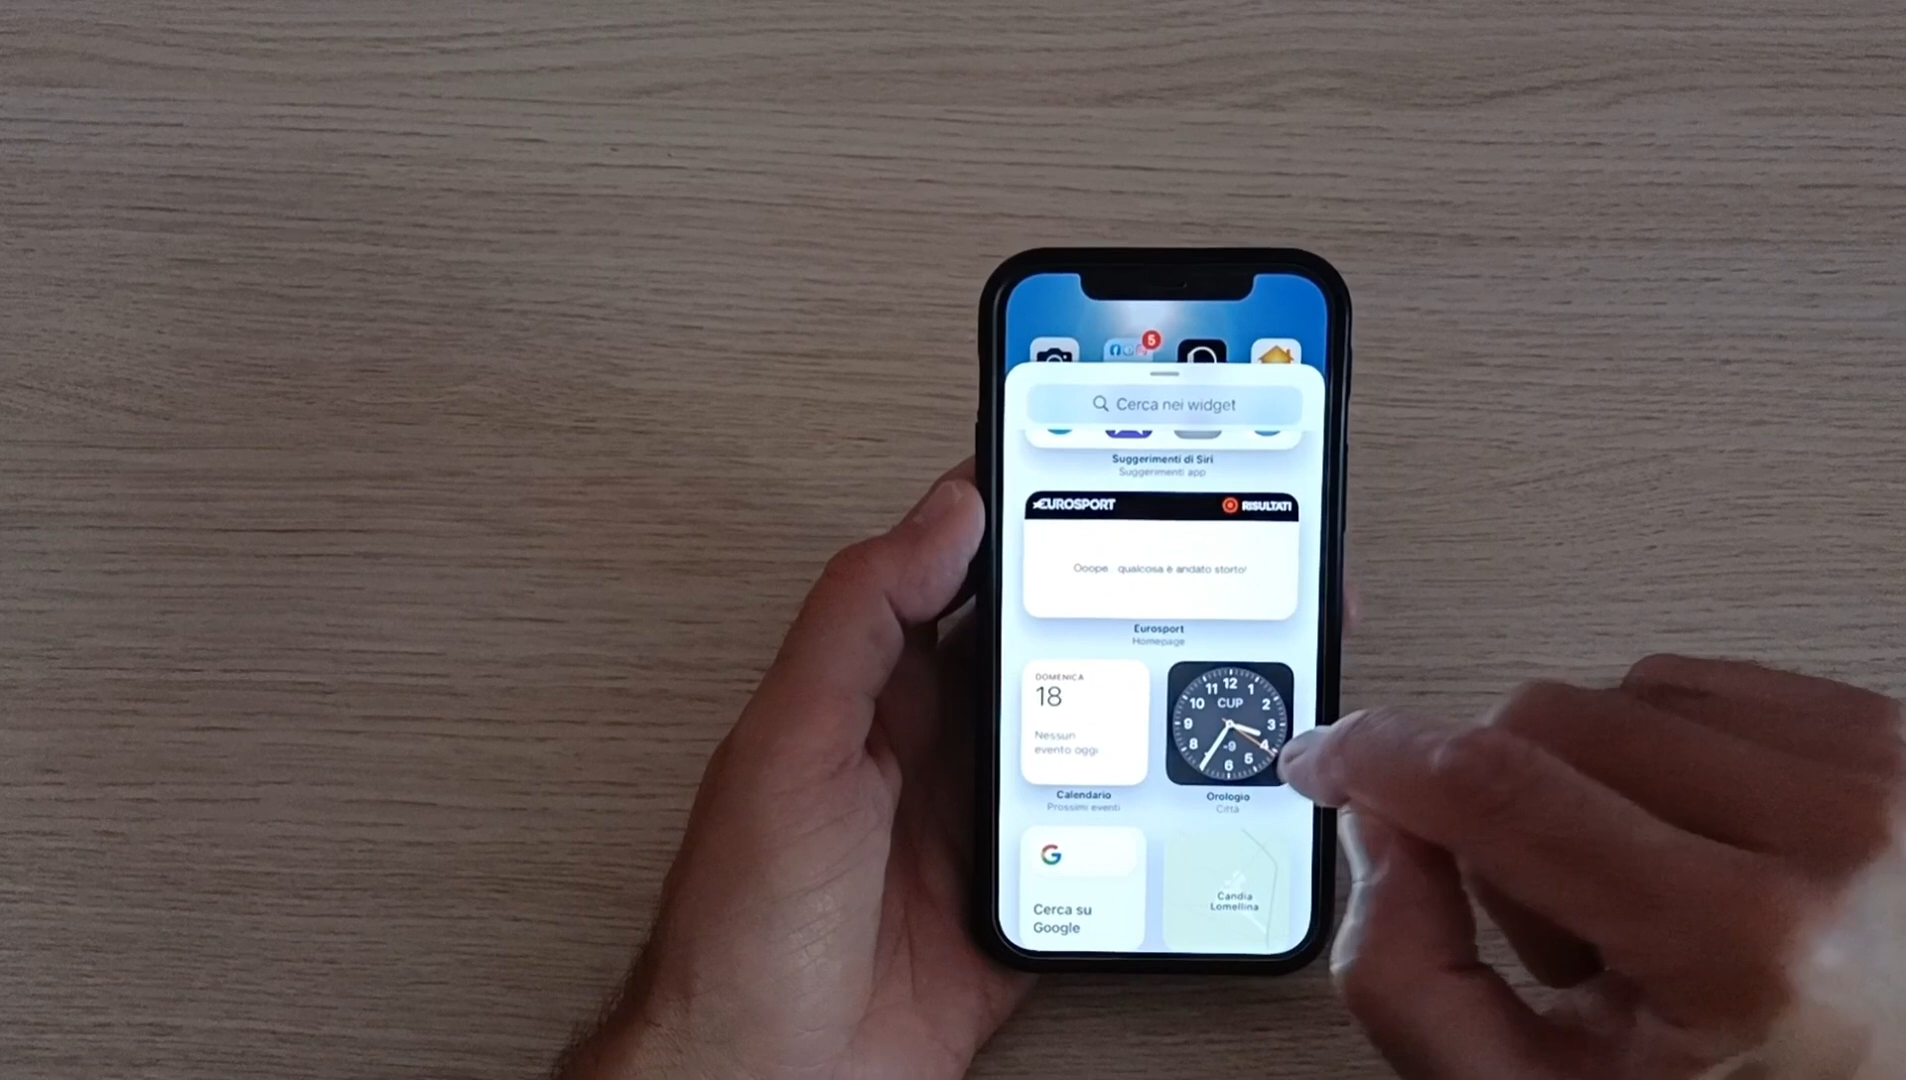 5
Cerca nei widget
Suggerimenti di Siri
Suggerimenti app
EUROSPORT
RISULTATI
Ooops qualcosa è andato storto!
Eurosport
Homepage
DOMENICA
18
Nessun
evento oggi
Calendario
Prossimi eventi
11 12 1
10 CUP 2
9 3
8 -9 4
6 5
Orologio
Città
G
Cerca su
Google
Candia
Lomellina